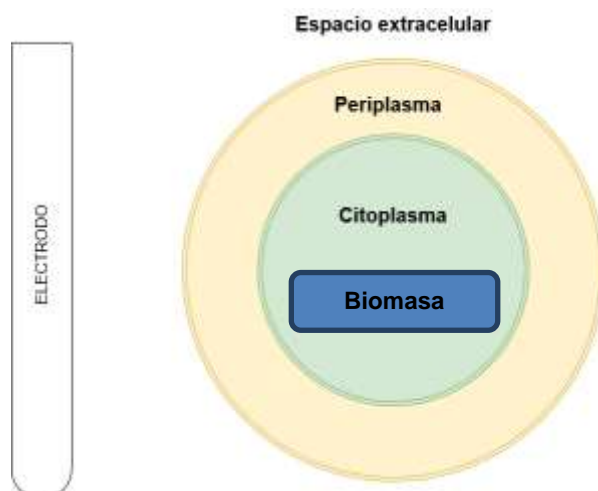 Espacio extracelular
Periplasma
Citoplasma
Biomasa
ELECTRODO